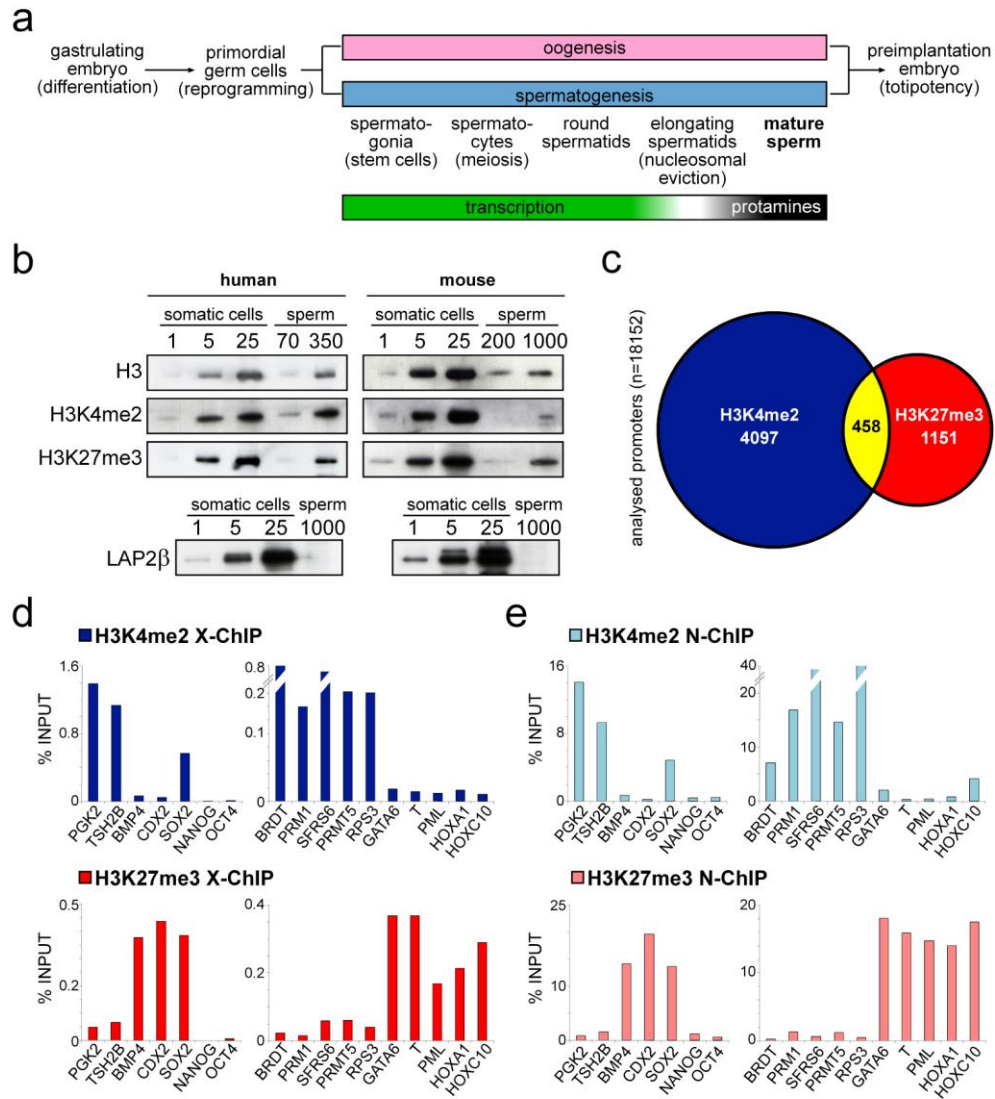 a
gastrulating
embryo
(differentiation)
primordial
germ cells
(reprogramming)
oogenesis
spermatogenesis
preimplantation
embryo
(totipotency)
spermato-
gonia
(stem cells)
spermato-
cytes
(meiosis)
round
spermatids
elongating
spermatids
(nucleosomal
eviction)
mature
sperm
transcription
protamines
b
human
mouse
somatic cells sperm
1 5 25 70 350
somatic cells sperm
1 5 25 200 1000
H3
H3K4me2
H3K27me3
somatic cells sperm
1 5 25 1000
somatic cells sperm
1 5 25 1000
LAP2β
c
analysed promoters (n=18152)
H3K4me2
4097
458
H3K27me3
1151
d
H3K4me2 X-ChIP
% INPUT
1.6
0.8
0
PGK2 TSH2B BMP4 CDX2 SOX2 NANOG OCT4
0.8
0.2
0.1
0
BRDT PRM1 SFRS6 PRMT5 RPS3 GATA6 T PML HOXA1 HOXC10
H3K27me3 X-ChIP
% INPUT
0.5
0.2
0
PGK2 TSH2B BMP4 CDX2 SOX2 NANOG OCT4
0.4
0.2
0
BRDT PRM1 SFRS6 PRMT5 RPS3 GATA6 T PML HOXA1 HOXC10
e
H3K4me2 N-ChIP
% INPUT
16
8
0
PGK2 TSH2B BMP4 CDX2 SOX2 NANOG OCT4
40
20
10
0
BRDT PRM1 SFRS6 PRMT5 RPS3 GATA6 T PML HOXA1 HOXC10
H3K27me3 N-ChIP
% INPUT
25
10
0
PGK2 TSH2B BMP4 CDX2 SOX2 NANOG OCT4
20
10
0
BRDT PRM1 SFRS6 PRMT5 RPS3 GATA6 T PML HOXA1 HOXC10